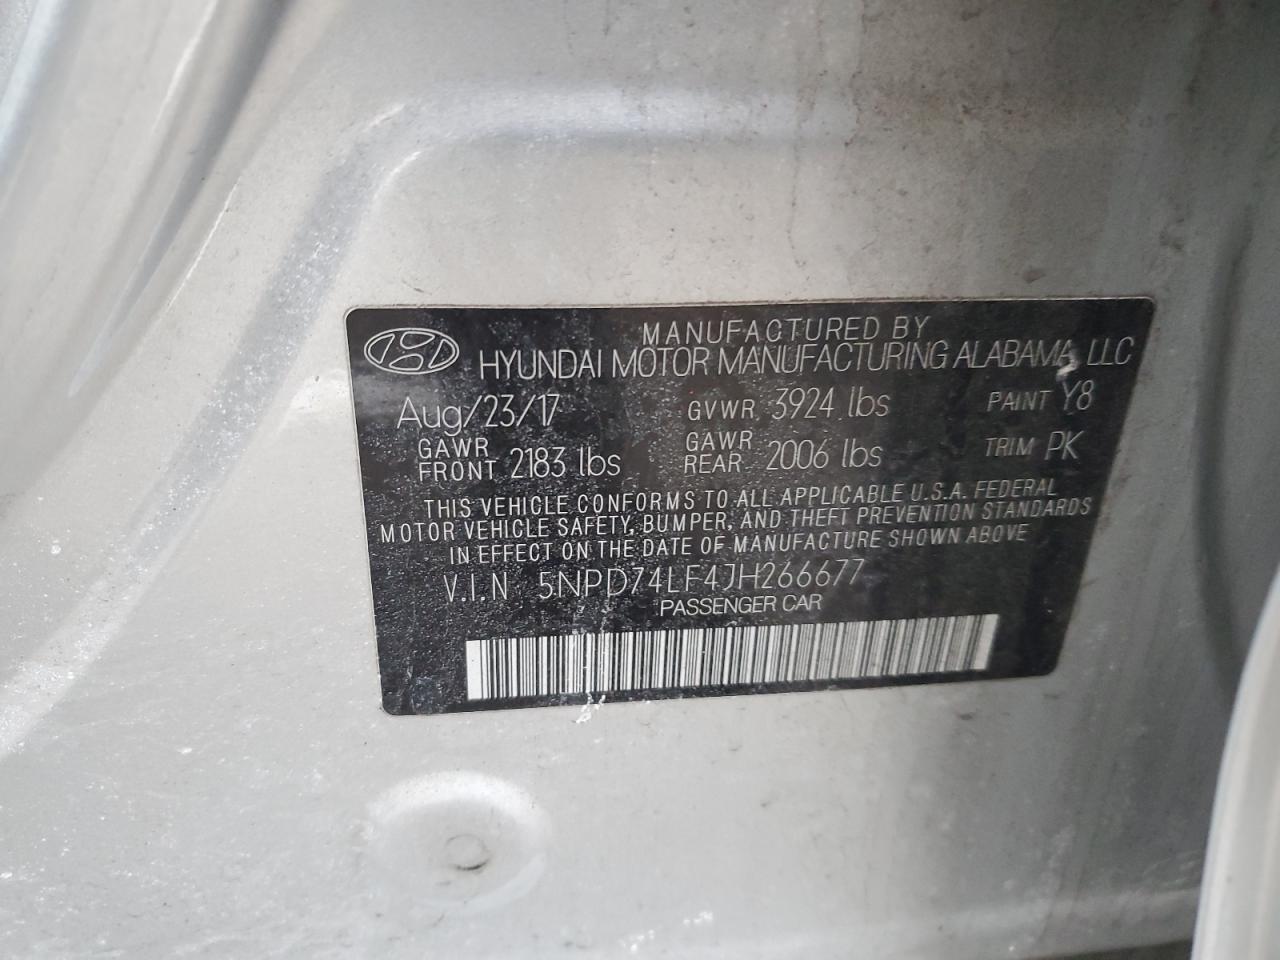 MANUFACTURED BY
HYUNDAI MOTOR MANUFACTURING ALABAMA, LLC
Aug/23/17 GVWR 3924 lbs PAINT Y8
GAWR FRONT 2183 lbs GAWR REAR 2006 lbs TRIM PK
THIS VEHICLE CONFORMS TO ALL APPLICABLE U.S.A. FEDERAL
MOTOR VEHICLE SAFETY, BUMPER, AND THEFT PREVENTION STANDARDS
IN EFFECT ON THE DATE OF MANUFACTURE SHOWN ABOVE
V.I.N 5NPD74LF4JH266677
PASSENGER CAR